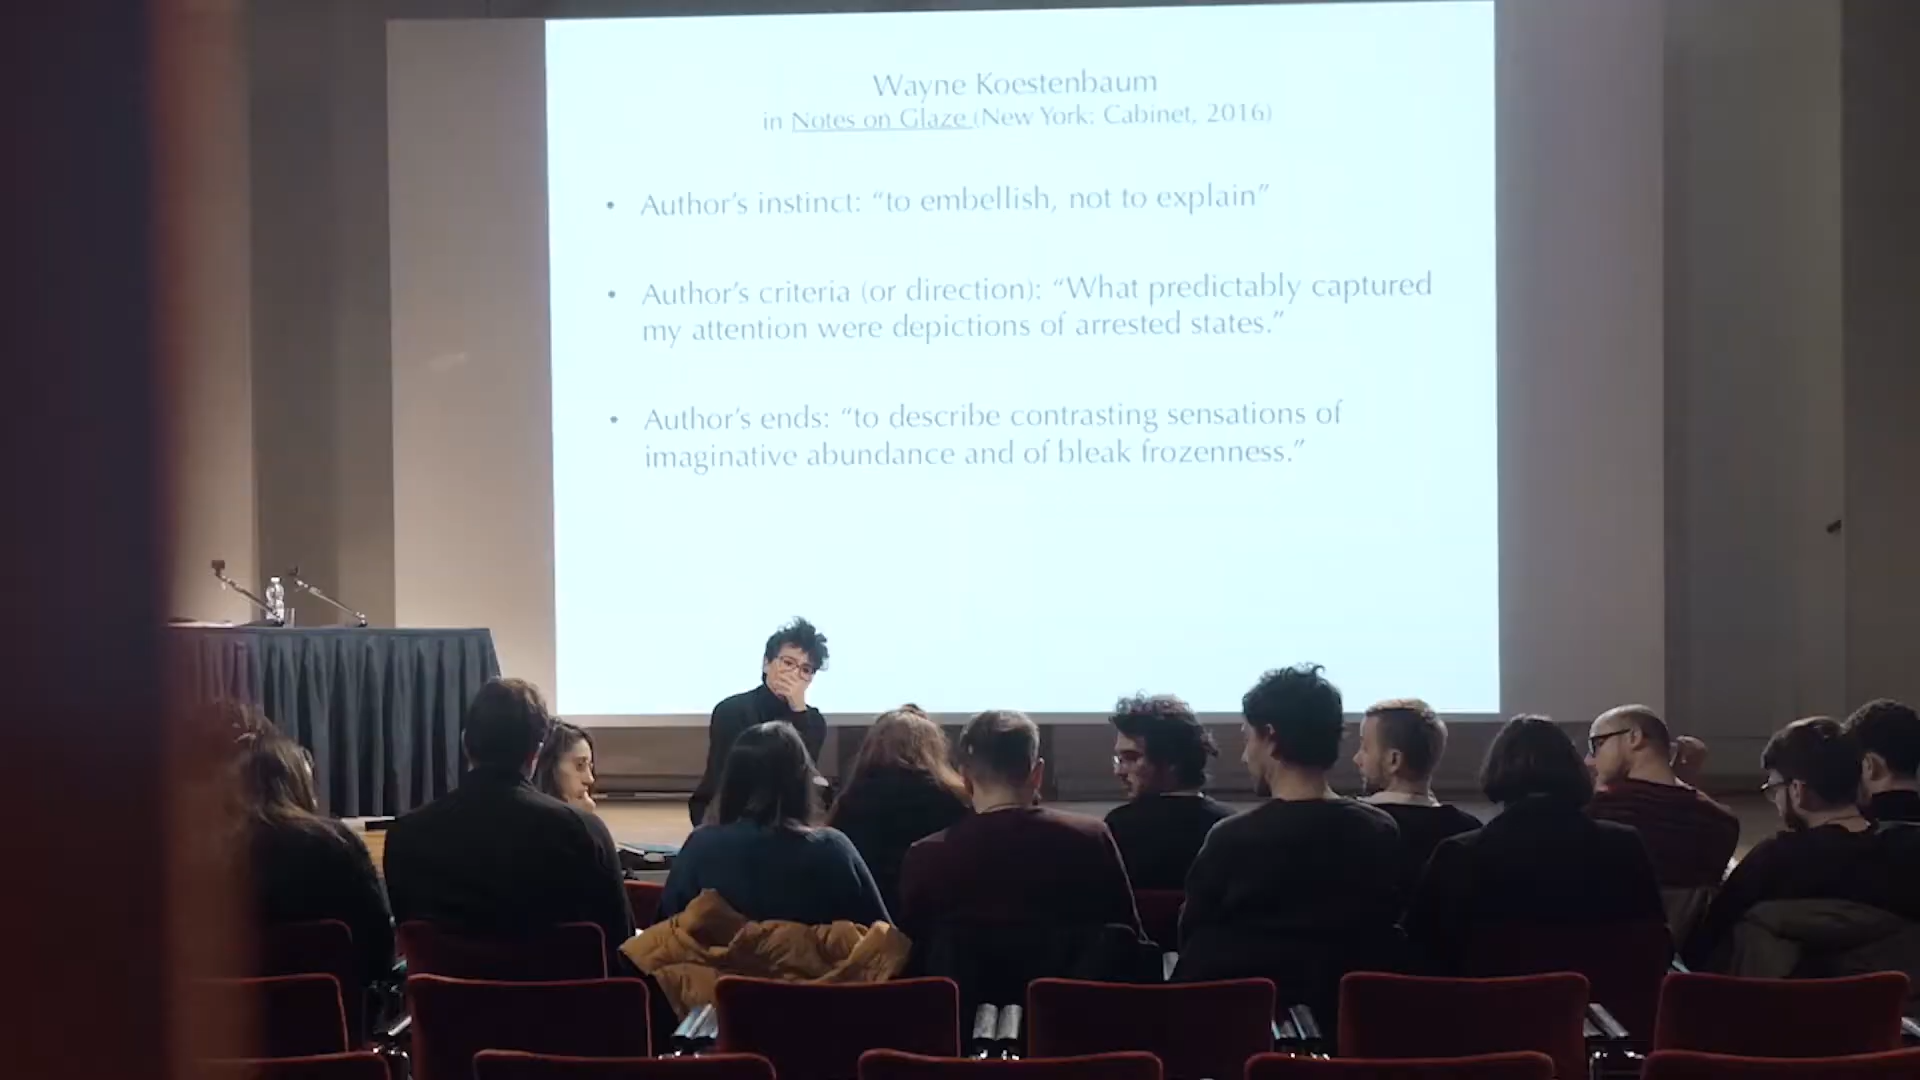 Wayne Koestenbaum
in Notes on Glaze (New York: Cabinet, 2016)
• Author's instinct: “to embellish, not to explain”
• Author's criteria (or direction): “What predictably captured
my attention were depictions of arrested states.”
• Author's ends: “to describe contrasting sensations of
imaginative abundance and of bleak frozenness.”